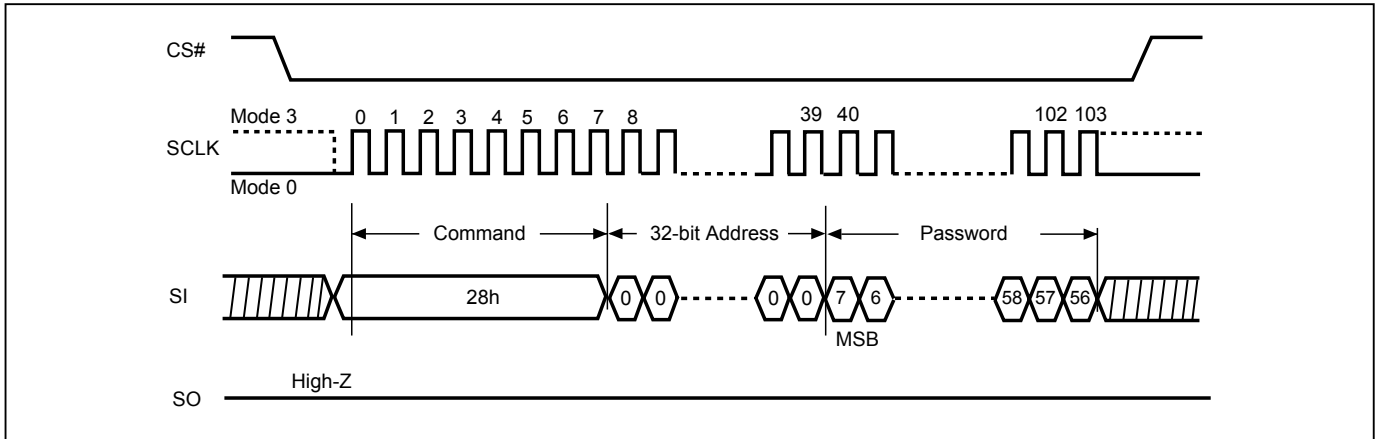 CS#
Mode 3 0 1 2 3 4 5 6 7 8 39 40 102 103
SCLK
Mode 0
Command 32-bit Address Password
SI 28h 0 0 0 0 7 6 58 57 56
MSB
High-Z
SO